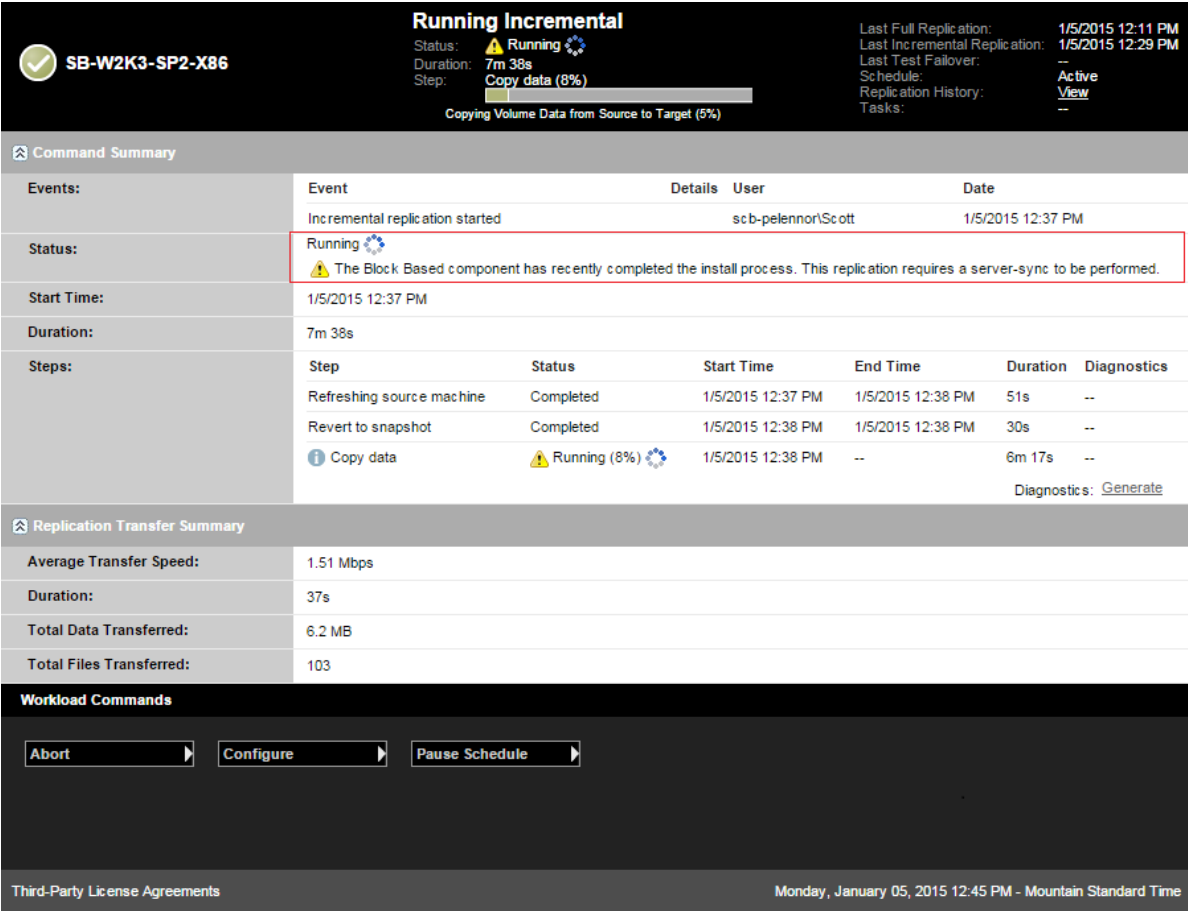 SB-W2K3-SP2-X86
Running Incremental
Status: Running
Duration: 7m 38s
Step: Copy data (8%)
Copying Volume Data from Source to Target (5%)
Last Full Replication: 1/5/2015 12:11 PM
Last Incremental Replication: 1/5/2015 12:29 PM
Last Test Failover: --
Schedule: Active
Replication History: View
Tasks: --
Command Summary
Events: Event Details User Date
Incremental replication started scb-pelennor\Scott 1/5/2015 12:37 PM
Status: Running
The Block Based component has recently completed the install process. This replication requires a server-sync to be performed.
Start Time: 1/5/2015 12:37 PM
Duration: 7m 38s
Steps: Step Status Start Time End Time Duration Diagnostics
Refreshing source machine Completed 1/5/2015 12:37 PM 1/5/2015 12:38 PM 51s --
Revert to snapshot Completed 1/5/2015 12:38 PM 1/5/2015 12:38 PM 30s --
Copy data Running (8%) 1/5/2015 12:38 PM -- 6m 17s --
Diagnostics: Generate
Replication Transfer Summary
Average Transfer Speed: 1.51 Mbps
Duration: 37s
Total Data Transferred: 6.2 MB
Total Files Transferred: 103
Workload Commands
Abort Configure Pause Schedule
Third-Party License Agreements Monday, January 05, 2015 12:45 PM - Mountain Standard Time